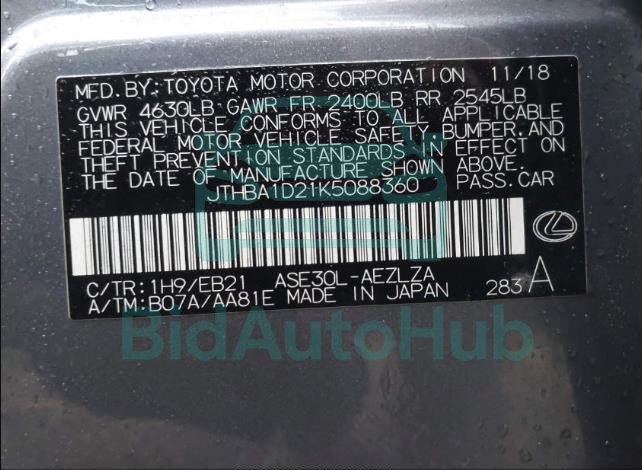 MFD.BY:TOYOTA MOTOR CORPORATION 11/18
GVWR 4630LB GAWR FR 2400LB RR 2545LB
THIS VEHICLE CONFORMS TO ALL APPLICABLE
FEDERAL MOTOR VEHICLE SAFETY, BUMPER,AND
THEFT PREVENTION STANDARDS IN EFFECT ON
THE DATE OF MANUFACTURE SHOWN ABOVE.
JTHBA1D21K5088360 PASS.CAR
C/TR:1H9/EB21 ASE30L-AEZLZA
A/TM:B07A/AA81E MADE IN JAPAN 283 A
BidAutoHub